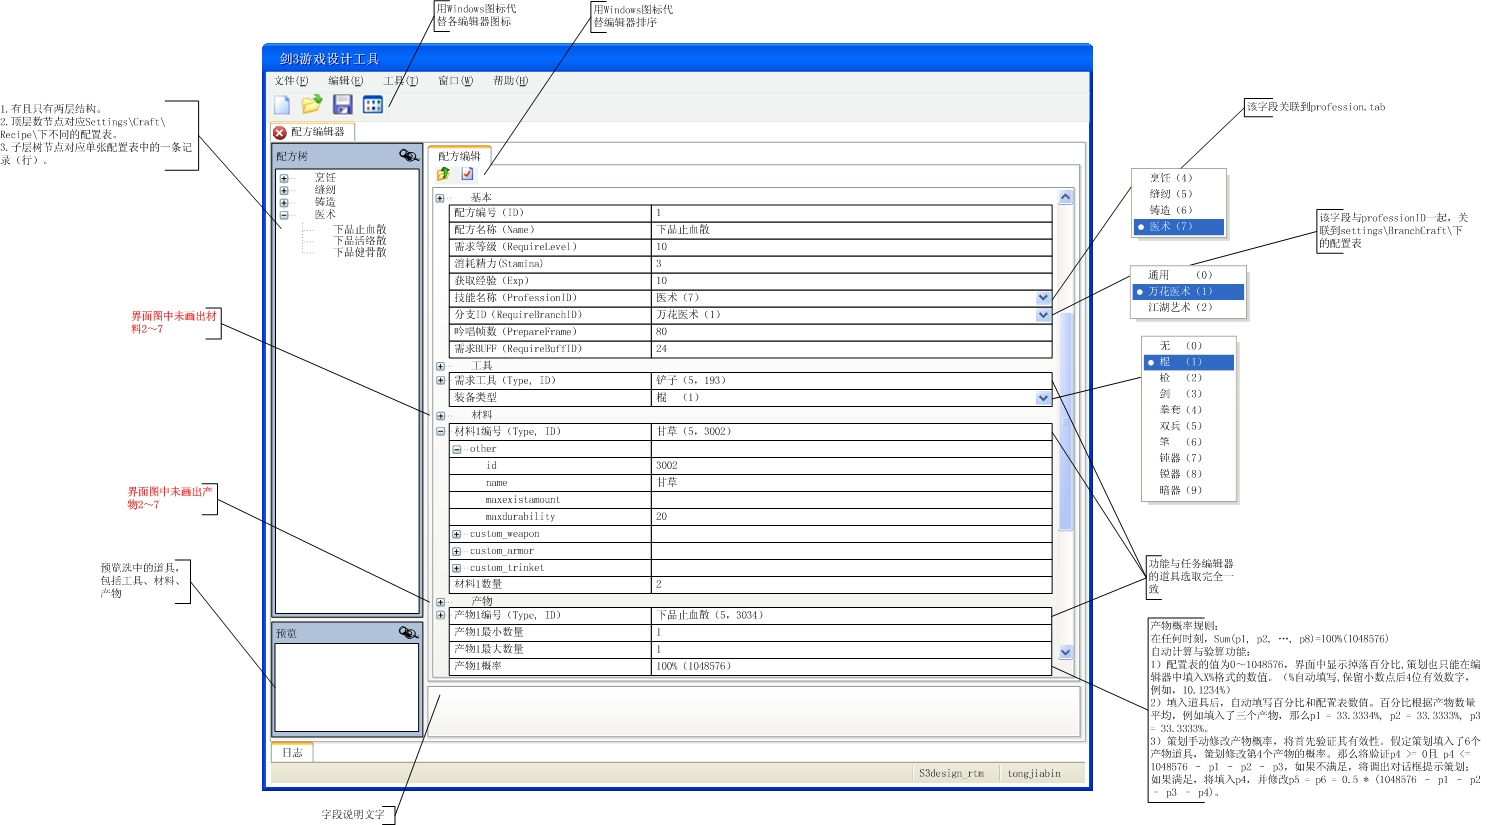 用Windows图标代
替各编辑器图标
用Windows图标代
替编辑器排序
剑3游戏设计工具
文件(F) 编辑(E) 工具(T) 窗口(W) 帮助(H)
配方编辑器
1.有且只有两层结构。
2.顶层数节点对应Settings\Craft\
Recipe\下不同的配置表。
3.子层树节点对应单张配置表中的一条记
录（行）。
配方树
烹饪
缝纫
铸造
医术
下品止血散
下品活络散
下品健骨散
预览
配方编辑
基本
配方编号（ID） 1
配方名称（Name） 下品止血散
需求等级（RequireLevel） 10
消耗精力(Stamina) 3
获取经验（Exp） 10
技能名称（ProfessionID） 医术（7）
分支ID（RequireBranchID） 万花医术（1）
吟唱帧数（PrepareFrame） 80
需求BUFF（RequireBuffID） 24
工具
需求工具（Type, ID） 铲子（5，193）
装备类型 棍 （1）
材料
材料1编号（Type, ID） 甘草（5，3002）
other
id 3002
name 甘草
maxexistamount
maxdurability 20
custom_weapon
custom_armor
custom_trinket
材料1数量 2
产物
产物1编号（Type, ID） 下品止血散（5，3034）
产物1最小数量 1
产物1最大数量 1
产物1概率 100%（1048576）
日志
S3design_rtm tongjiabin
界面图中未画出材
料2～7
界面图中未画出产
物2～7
预览选中的道具，
包括工具、材料、
产物
字段说明文字
该字段关联到profession.tab
烹饪（4）
缝纫（5）
铸造（6）
医术（7）
该字段与professionID一起，关
联到settings\BranchCraft\下
的配置表
通用 （0）
万花医术（1）
江湖艺术（2）
无 （0）
棍 （1）
枪 （2）
剑 （3）
拳套（4）
双兵（5）
笔 （6）
钟器（7）
锐器（8）
暗器（9）
功能与任务编辑器
的道具选取完全一
致
产物概率规则：
在任何时刻，Sum(p1, p2, …, p8)=100%(1048576)
自动计算与验算功能：
1）配置表的值为0～1048576，界面中显示掉落百分比,策划也只能在编
辑器中填入X%格式的数值。（%自动填写,保留小数点后4位有效数字，
例如，10.1234%）
2）填入道具后，自动填写百分比和配置表数值。百分比根据产物数量
平均，例如填入了三个产物，那么p1 = 33.3334%, p2 = 33.3333%, p3
= 33.3333%。
3）策划手动修改产物概率，将首先验证其有效性。假定策划填入了6个
产物道具，策划修改第4个产物的概率。那么将验证p4 >= 0且 p4 <=
1048576 - p1 - p2 - p3，如果不满足，将调出对话框提示策划；
如果满足，将填入p4，并修改p5 = p6 = 0.5 * (1048576 - p1 - p2
- p3 - p4)。